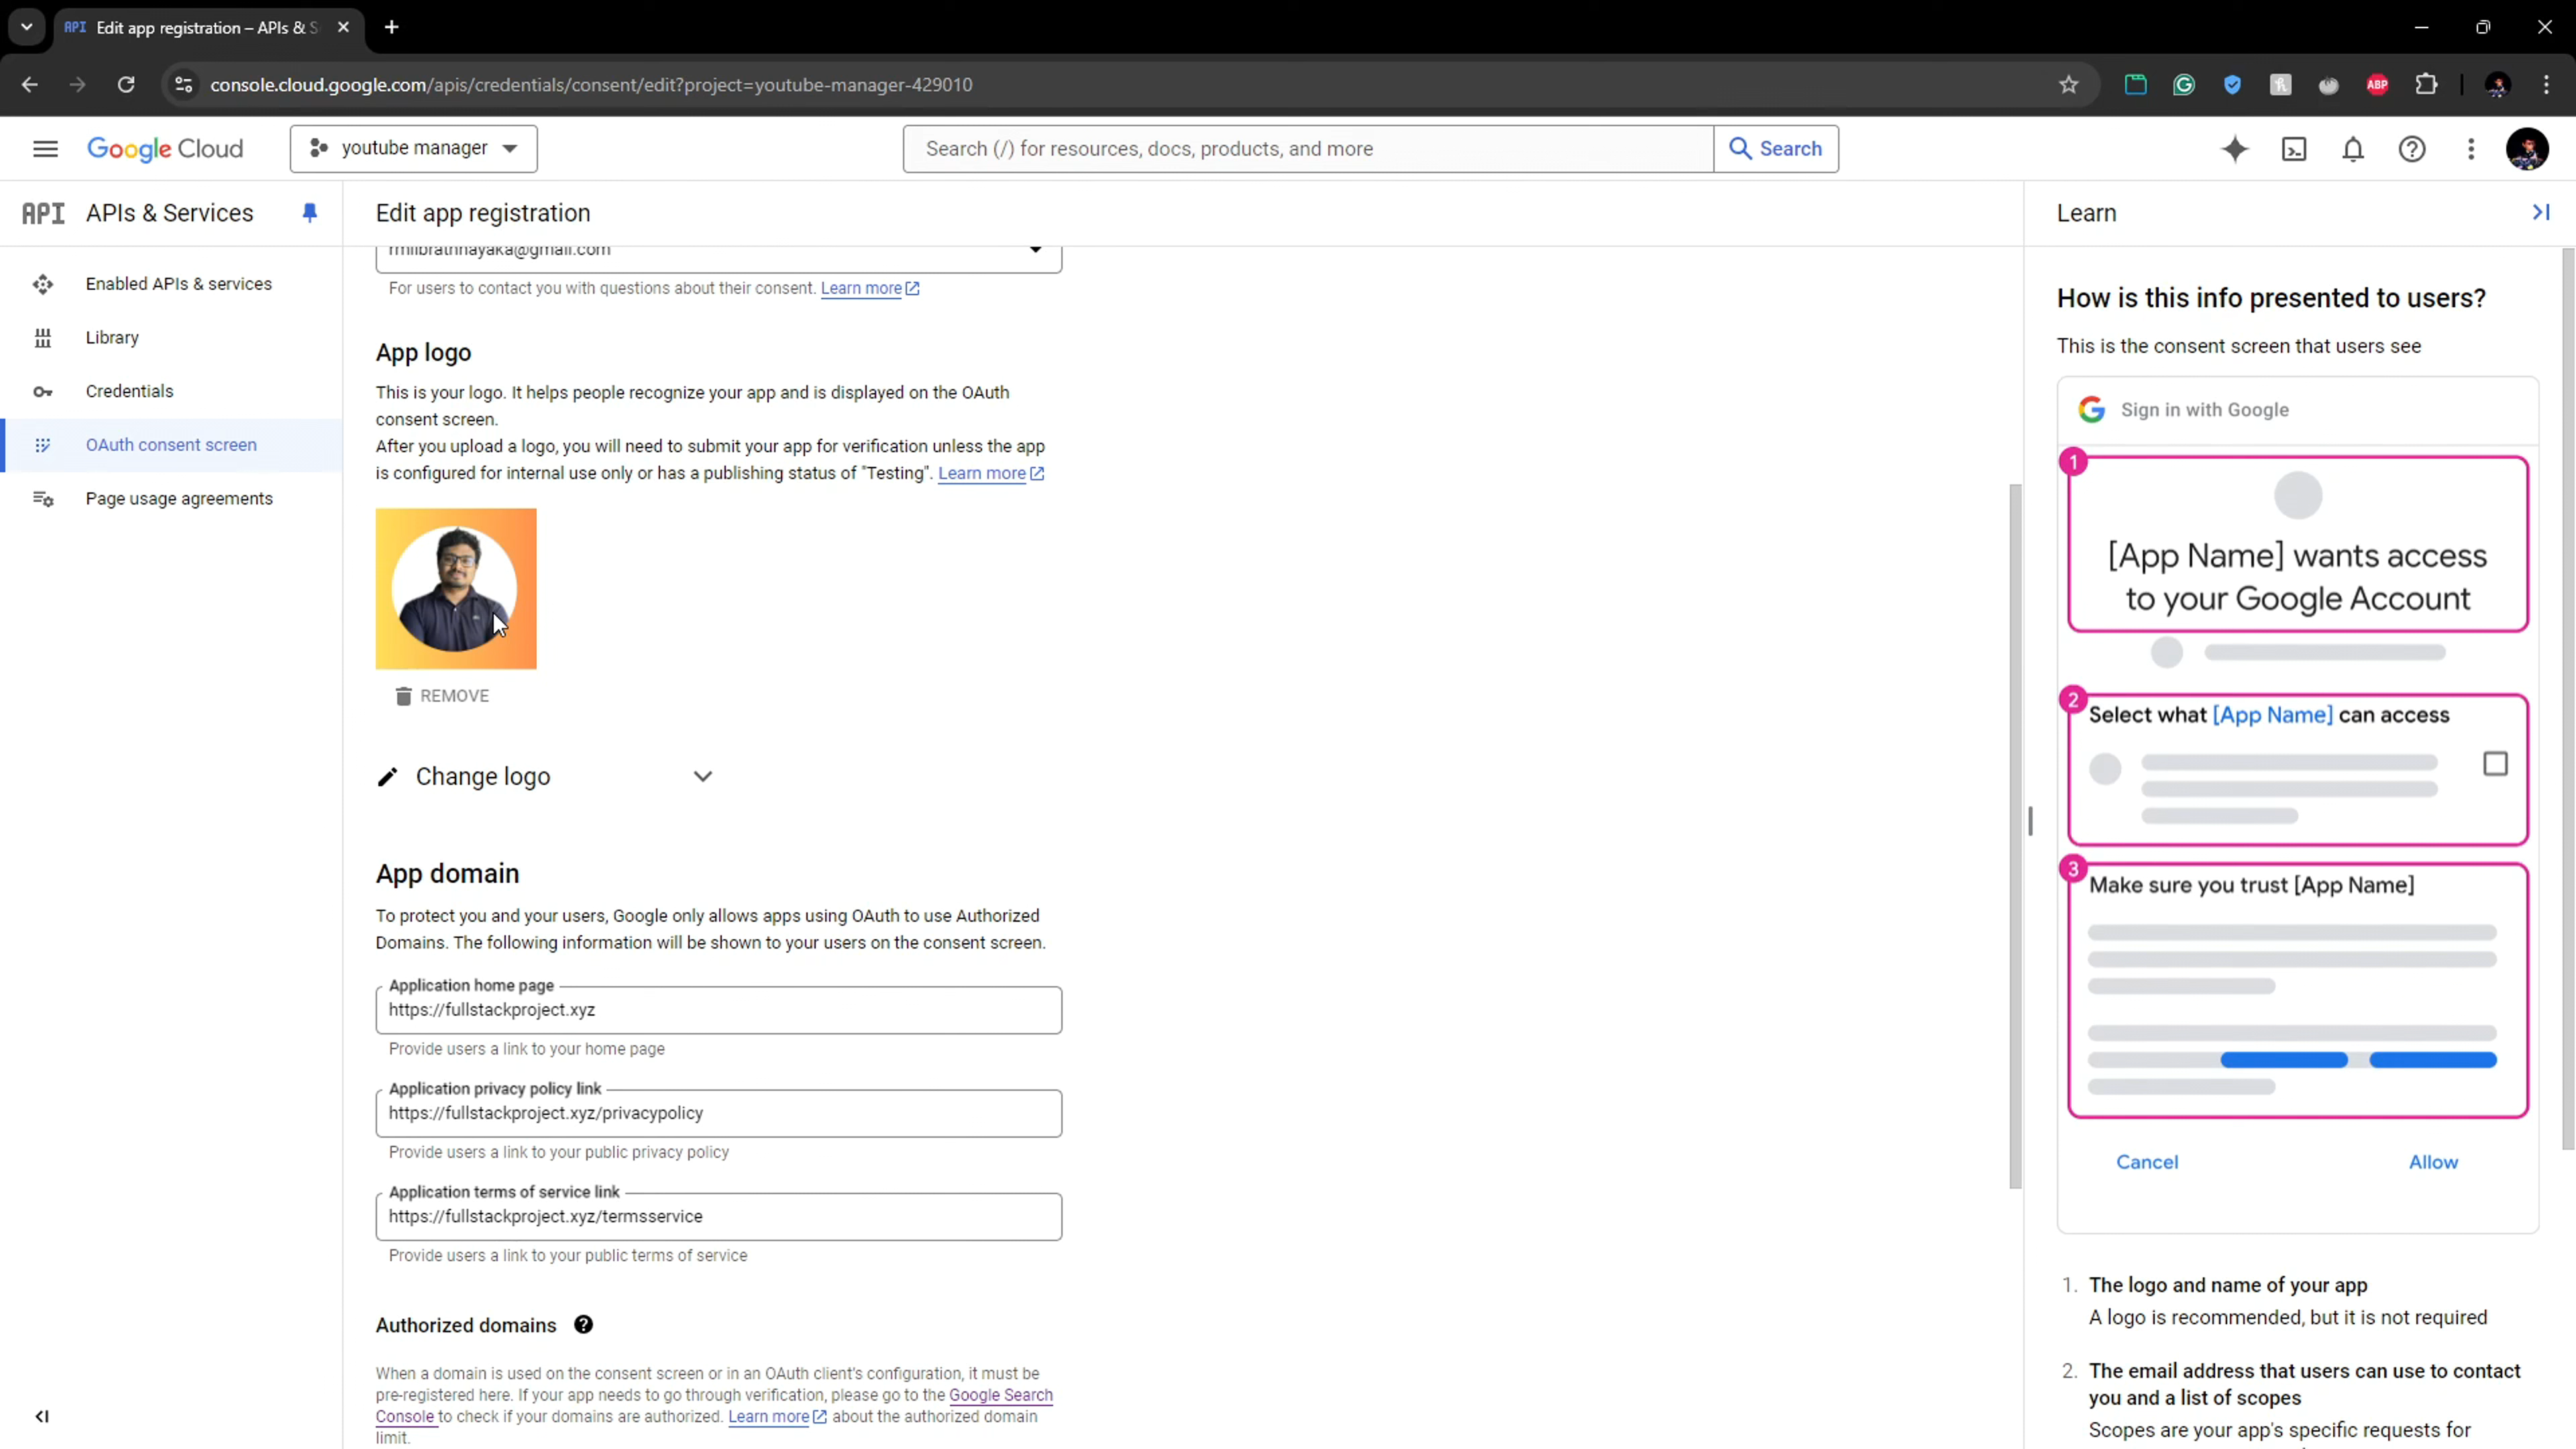 API Edit app registration – APIs & S
console.cloud.google.com/apis/credentials/consent/edit?project=youtube-manager-429010
ABP
Google Cloud
youtube manager
Search (/) for resources, docs, products, and more
Search
API APIs & Services
Edit app registration
Learn
Enabled APIs & services
Library
Credentials
OAuth consent screen
Page usage agreements
For users to contact you with questions about their consent. Learn more
App logo
This is your logo. It helps people recognize your app and is displayed on the OAuth
consent screen.
After you upload a logo, you will need to submit your app for verification unless the app
is configured for internal use only or has a publishing status of "Testing". Learn more
REMOVE
Change logo
App domain
To protect you and your users, Google only allows apps using OAuth to use Authorized
Domains. The following information will be shown to your users on the consent screen.
Application home page
https://fullstackproject.xyz
Provide users a link to your home page
Application privacy policy link
https://fullstackproject.xyz/privacypolicy
Provide users a link to your public privacy policy
Application terms of service link
https://fullstackproject.xyz/termsservice
Provide users a link to your public terms of service
Authorized domains
When a domain is used on the consent screen or in an OAuth client's configuration, it must be
pre-registered here. If your app needs to go through verification, please go to the Google Search
Console to check if your domains are authorized. Learn more about the authorized domain
limit.
How is this info presented to users?
This is the consent screen that users see
Sign in with Google
1
[App Name] wants access
to your Google Account
2
Select what [App Name] can access
3
Make sure you trust [App Name]
Cancel
Allow
1. The logo and name of your app
A logo is recommended, but it is not required
2. The email address that users can use to contact
you and a list of scopes
Scopes are your app's specific requests for